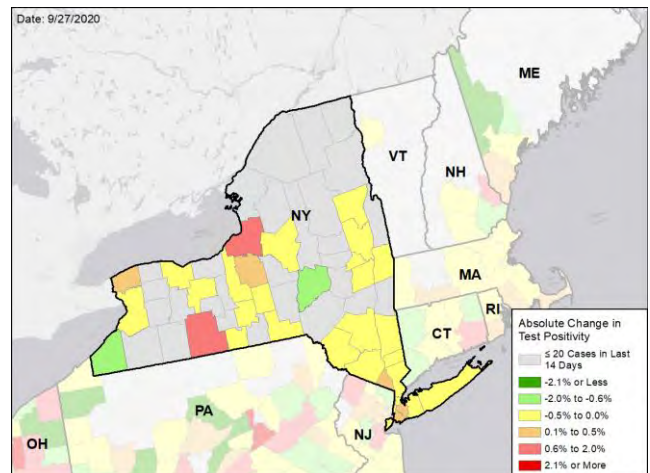 Date: 9/27/2020
ME
VT
NH
NY
MA
RI
CT
PA
OH
NJ
Absolute Change in
Test Positivity
≤ 20 Cases in Last
14 Days
-2.1% or Less
-2.0% to -0.6%
-0.5% to 0.0%
0.1% to 0.5%
0.6% to 2.0%
2.1% or More